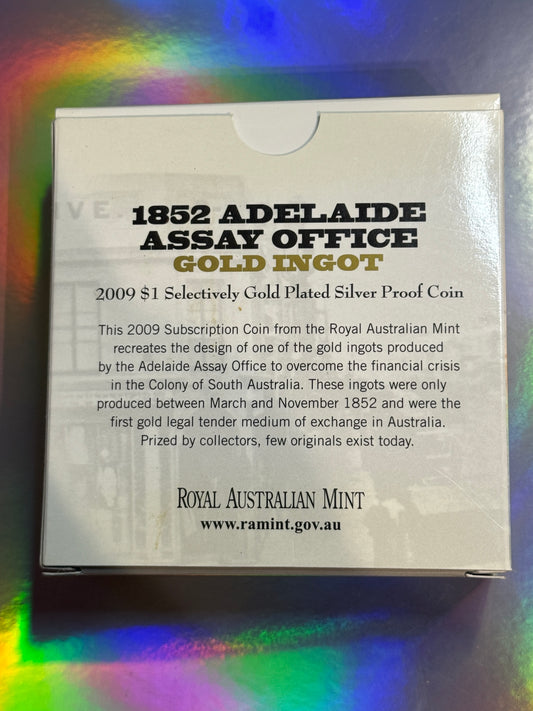 IVE.
1852 ADELAIDE
ASSAY OFFICE
GOLD INGOT
2009 $1 Selectively Gold Plated Silver Proof Coin
This 2009 Subscription Coin from the Royal Australian Mint
recreates the design of one of the gold ingots produced
by the Adelaide Assay Office to overcome the financial crisis
in the Colony of South Australia. These ingots were only
produced between March and November 1852 and were the
first gold legal tender medium of exchange in Australia.
Prized by collectors, few originals exist today.
ROYAL AUSTRALIAN MINT
www.ramint.gov.au